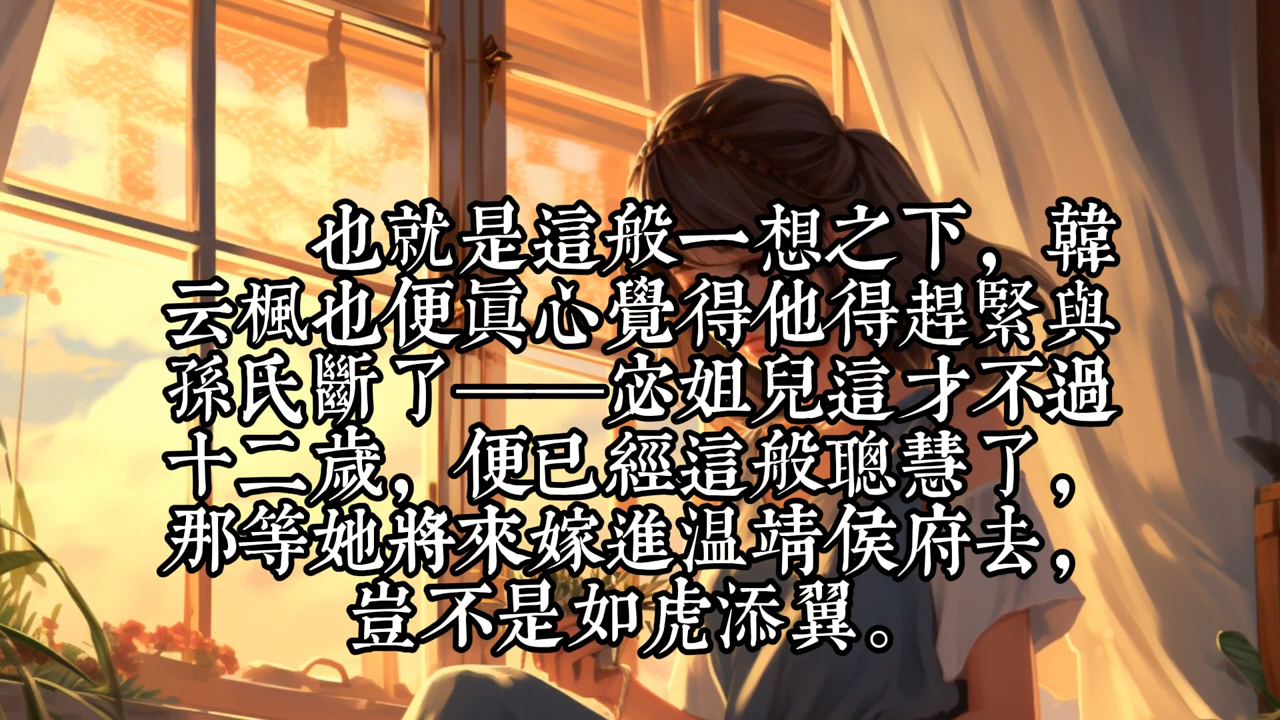 也就是這般一想之下，韓
云楓也便眞心覺得他得趕緊與
孫氏斷了——宓姐兒這才不過
十二歲，便已經這般聰慧了，
那等她將來嫁進温靖侯府去，
豈不是如虎添翼。